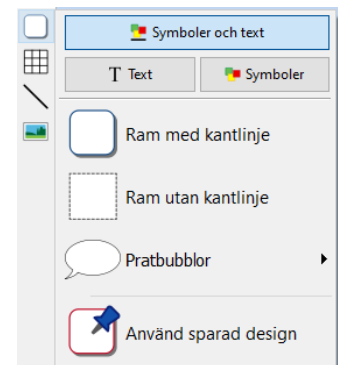 Symboler och text
T Text
Symboler
Ram med kantlinje
Ram utan kantlinje
Pratbubblor
Använd sparad design